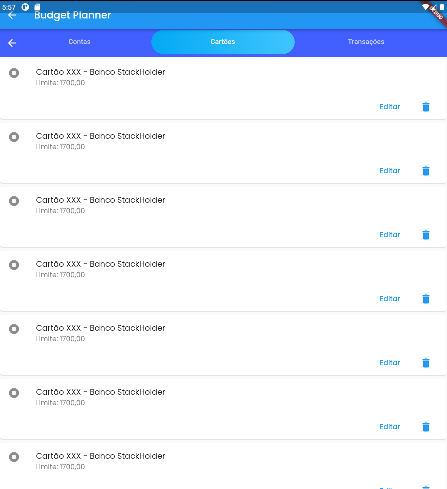 5:57
Budget Planner
Contas Cartões Transações
Cartão XXX - Banco StackHolder
Limite: 1700,00
Editar
Cartão XXX - Banco StackHolder
Limite: 1700,00
Editar
Cartão XXX - Banco StackHolder
Limite: 1700,00
Editar
Cartão XXX - Banco StackHolder
Limite: 1700,00
Editar
Cartão XXX - Banco StackHolder
Limite: 1700,00
Editar
Cartão XXX - Banco StackHolder
Limite: 1700,00
Editar
Cartão XXX - Banco StackHolder
Limite: 1700,00